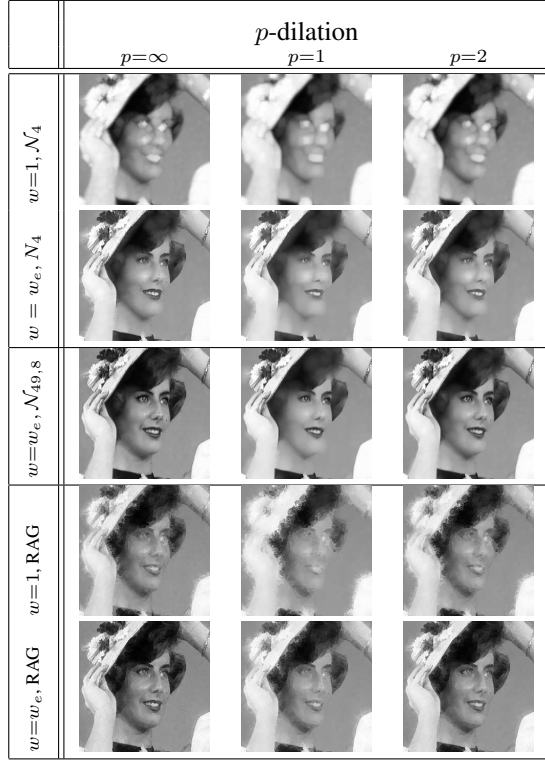 p-dilation
p=∞ p=1 p=2
w=1, 𝒩₄
w = wₑ, N₄
w=wₑ, 𝒩₄₉,₈
w=1, RAG
w=wₑ, RAG